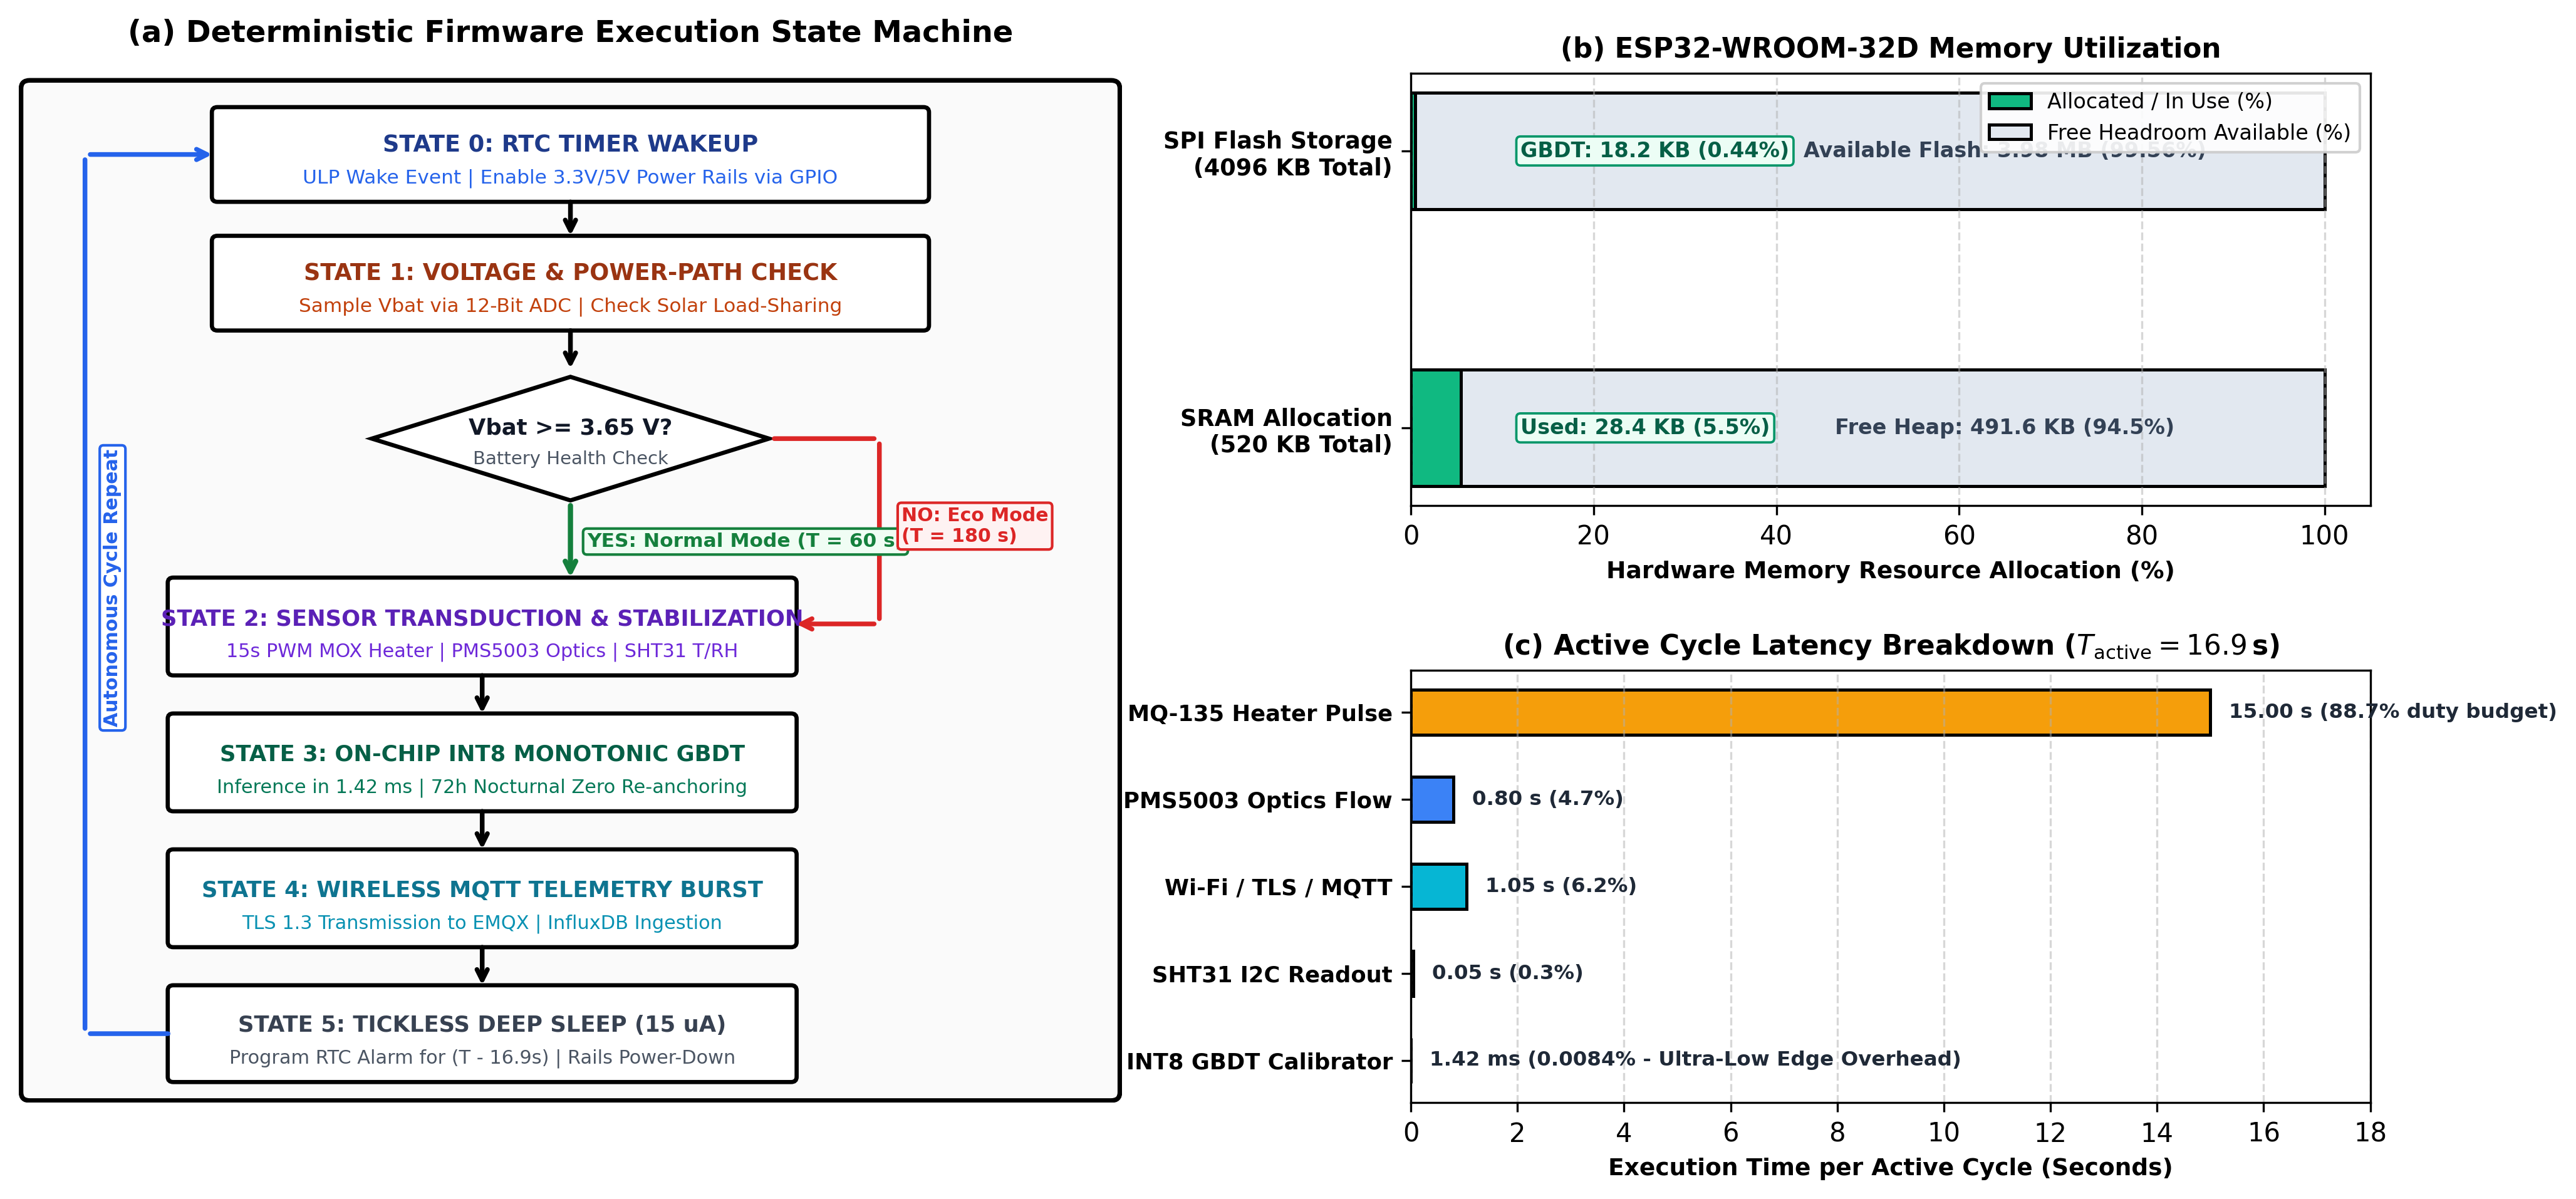 (a) Deterministic Firmware Execution State Machine
STATE 0: RTC TIMER WAKEUP
ULP Wake Event | Enable 3.3V/5V Power Rails via GPIO
STATE 1: VOLTAGE & POWER-PATH CHECK
Sample Vbat via 12-Bit ADC | Check Solar Load-Sharing
Vbat >= 3.65 V?
Battery Health Check
YES: Normal Mode (T = 60 s
NO: Eco Mode
(T = 180 s)
STATE 2: SENSOR TRANSDUCTION & STABILIZATION
15s PWM MOX Heater | PMS5003 Optics | SHT31 T/RH
STATE 3: ON-CHIP INT8 MONOTONIC GBDT
Inference in 1.42 ms | 72h Nocturnal Zero Re-anchoring
STATE 4: WIRELESS MQTT TELEMETRY BURST
TLS 1.3 Transmission to EMQX | InfluxDB Ingestion
STATE 5: TICKLESS DEEP SLEEP (15 uA)
Program RTC Alarm for (T - 16.9s) | Rails Power-Down
Autonomous Cycle Repeat
(b) ESP32-WROOM-32D Memory Utilization
Allocated / In Use (%)
Free Headroom Available (%)
SPI Flash Storage
(4096 KB Total)
GBDT: 18.2 KB (0.44%)
Available Flash: 3.98 MB (99.56%)
SRAM Allocation
(520 KB Total)
Used: 28.4 KB (5.5%)
Free Heap: 491.6 KB (94.5%)
0 20 40 60 80 100
Hardware Memory Resource Allocation (%)
(c) Active Cycle Latency Breakdown (T_active = 16.9 s)
MQ-135 Heater Pulse
15.00 s (88.7% duty budget)
PMS5003 Optics Flow
0.80 s (4.7%)
Wi-Fi / TLS / MQTT
1.05 s (6.2%)
SHT31 I2C Readout
0.05 s (0.3%)
INT8 GBDT Calibrator
1.42 ms (0.0084% - Ultra-Low Edge Overhead)
0 2 4 6 8 10 12 14 16 18
Execution Time per Active Cycle (Seconds)